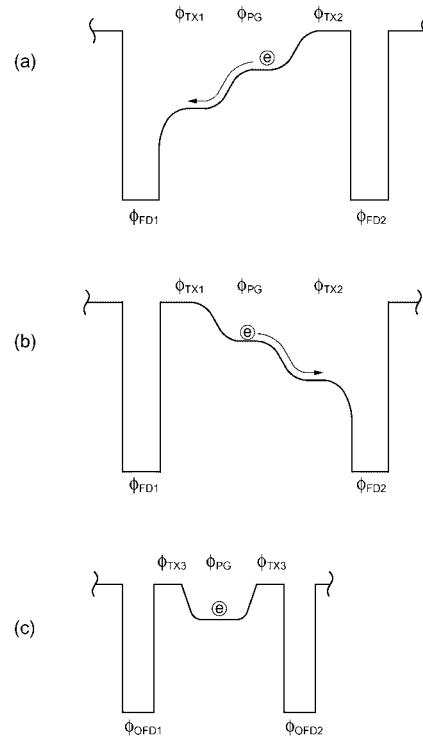 ϕTX1 ϕPG ϕTX2
(a)
e
ϕFD1 ϕFD2
ϕTX1 ϕPG ϕTX2
(b)
e
ϕFD1 ϕFD2
ϕTX3 ϕPG ϕTX3
(c)
e
ϕOFD1 ϕOFD2